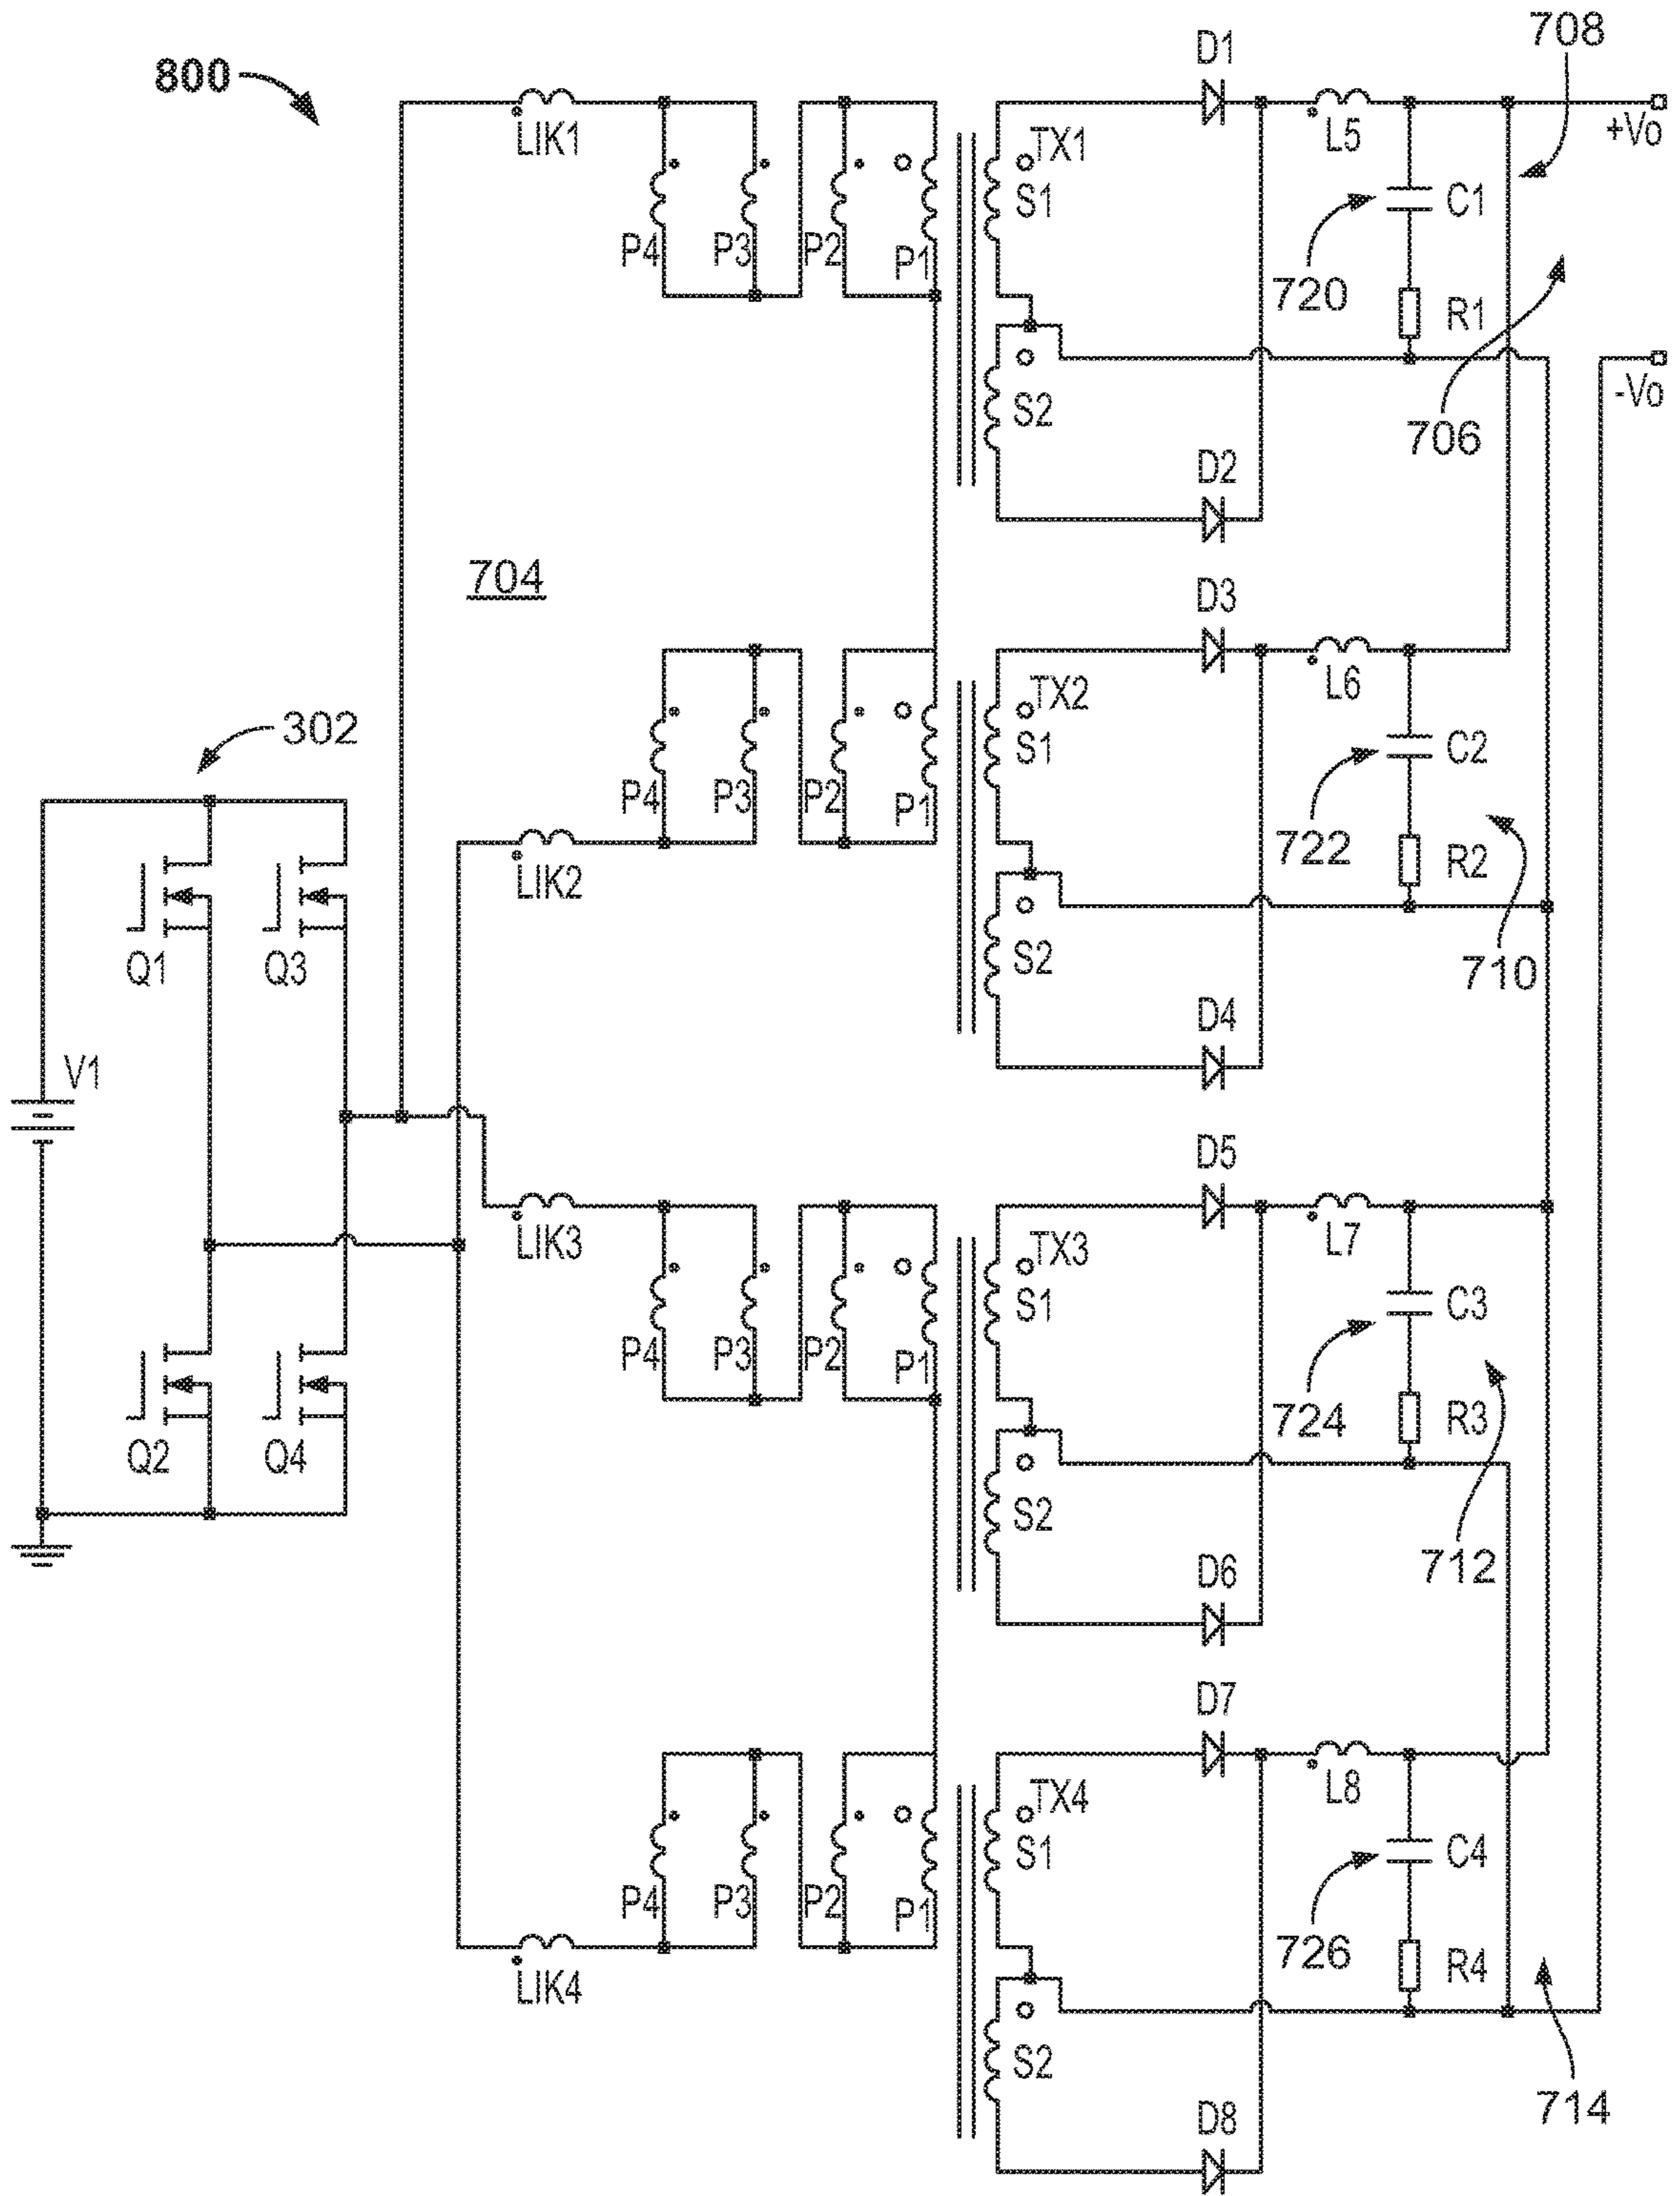 800
708
D1
LIK1
L5
+Vo
TX1
S1
C1
P4
P3
P2
P1
720
R1
-Vo
S2
706
D2
704
D3
TX2
L6
302
S1
C2
P4
P3
P2
P1
722
R2
LIK2
Q1
Q3
S2
710
D4
V1
D5
LIK3
TX3
L7
S1
C3
P4
P3
P2
P1
724
R3
Q2
Q4
S2
712
D6
D7
TX4
L8
S1
C4
P4
P3
P2
P1
726
R4
LIK4
S2
714
D8